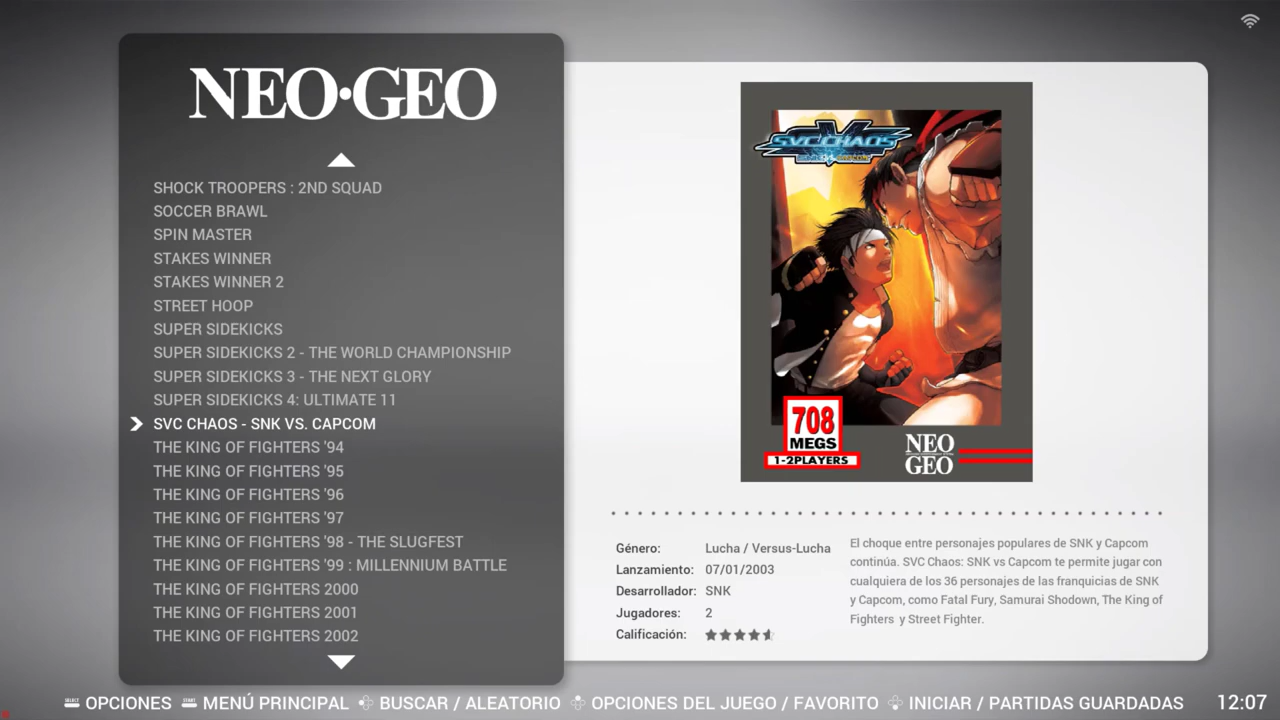 NEO·GEO
SHOCK TROOPERS : 2ND SQUAD
SOCCER BRAWL
SPIN MASTER
STAKES WINNER
STAKES WINNER 2
STREET HOOP
SUPER SIDEKICKS
SUPER SIDEKICKS 2 - THE WORLD CHAMPIONSHIP
SUPER SIDEKICKS 3 - THE NEXT GLORY
SUPER SIDEKICKS 4: ULTIMATE 11
SVC CHAOS - SNK VS. CAPCOM
THE KING OF FIGHTERS '94
THE KING OF FIGHTERS '95
THE KING OF FIGHTERS '96
THE KING OF FIGHTERS '97
THE KING OF FIGHTERS '98 - THE SLUGFEST
THE KING OF FIGHTERS '99 : MILLENNIUM BATTLE
THE KING OF FIGHTERS 2000
THE KING OF FIGHTERS 2001
THE KING OF FIGHTERS 2002
SVC CHAOS
708
MEGS
1-2PLAYERS
NEO
GEO
Género: Lucha / Versus-Lucha
Lanzamiento: 07/01/2003
Desarrollador: SNK
Jugadores: 2
Calificación:
El choque entre personajes populares de SNK y Capcom
continúa. SVC Chaos: SNK vs Capcom te permite jugar con
cualquiera de los 36 personajes de las franquicias de SNK
y Capcom, como Fatal Fury, Samurai Shodown, The King of
Fighters y Street Fighter.
SELECT OPCIONES START MENÚ PRINCIPAL BUSCAR / ALEATORIO OPCIONES DEL JUEGO / FAVORITO INICIAR / PARTIDAS GUARDADAS 12:07